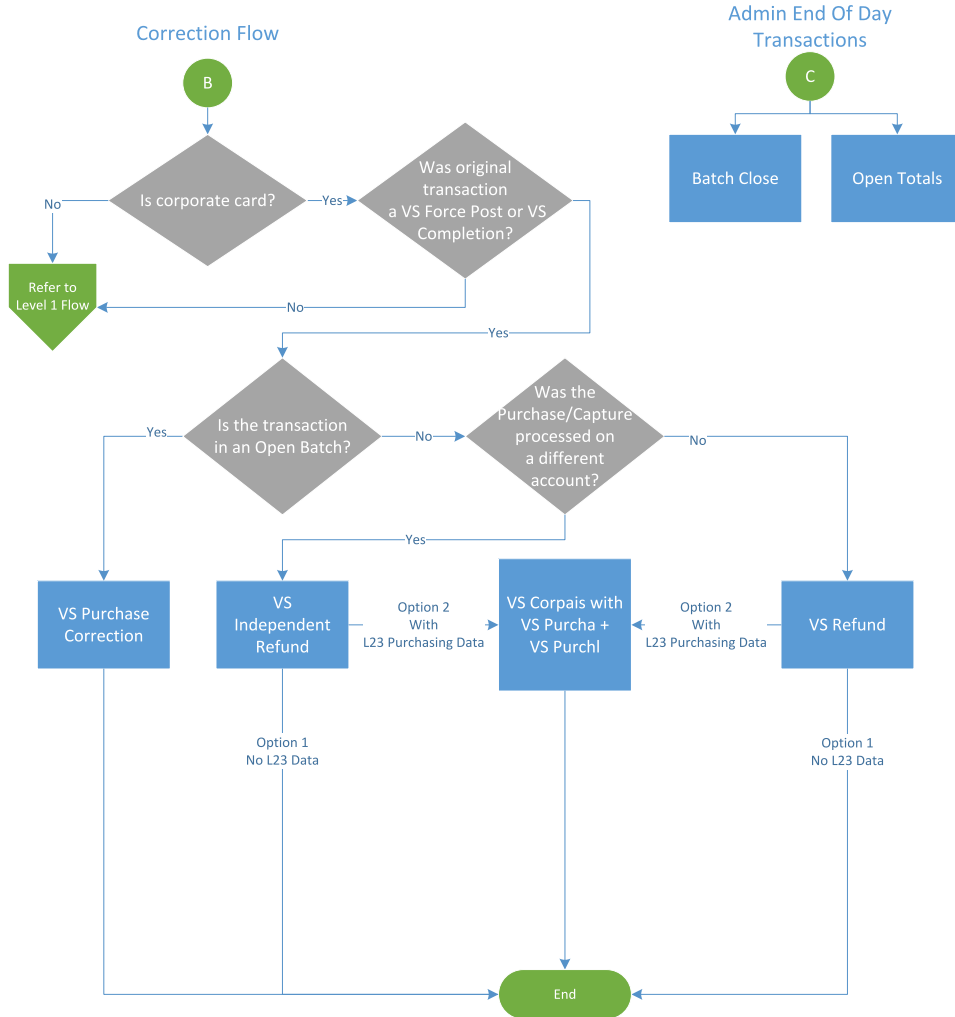 Correction Flow
Admin End Of Day
Transactions
B
C
Is corporate card?
Yes
Was original
transaction
a VS Force Post or VS
Completion?
Batch Close
Open Totals
No
Refer to
Level 1 Flow
No
Yes
Is the transaction
in an Open Batch?
Yes
No
Was the
Purchase/Capture
processed on
a different
account?
No
Yes
VS Purchase
Correction
VS
Independent
Refund
Option 2
With
L23 Purchasing Data
VS Corpais with
VS Purcha +
VS Purchl
Option 2
With
L23 Purchasing Data
VS Refund
Option 1
No L23 Data
Option 1
No L23 Data
End